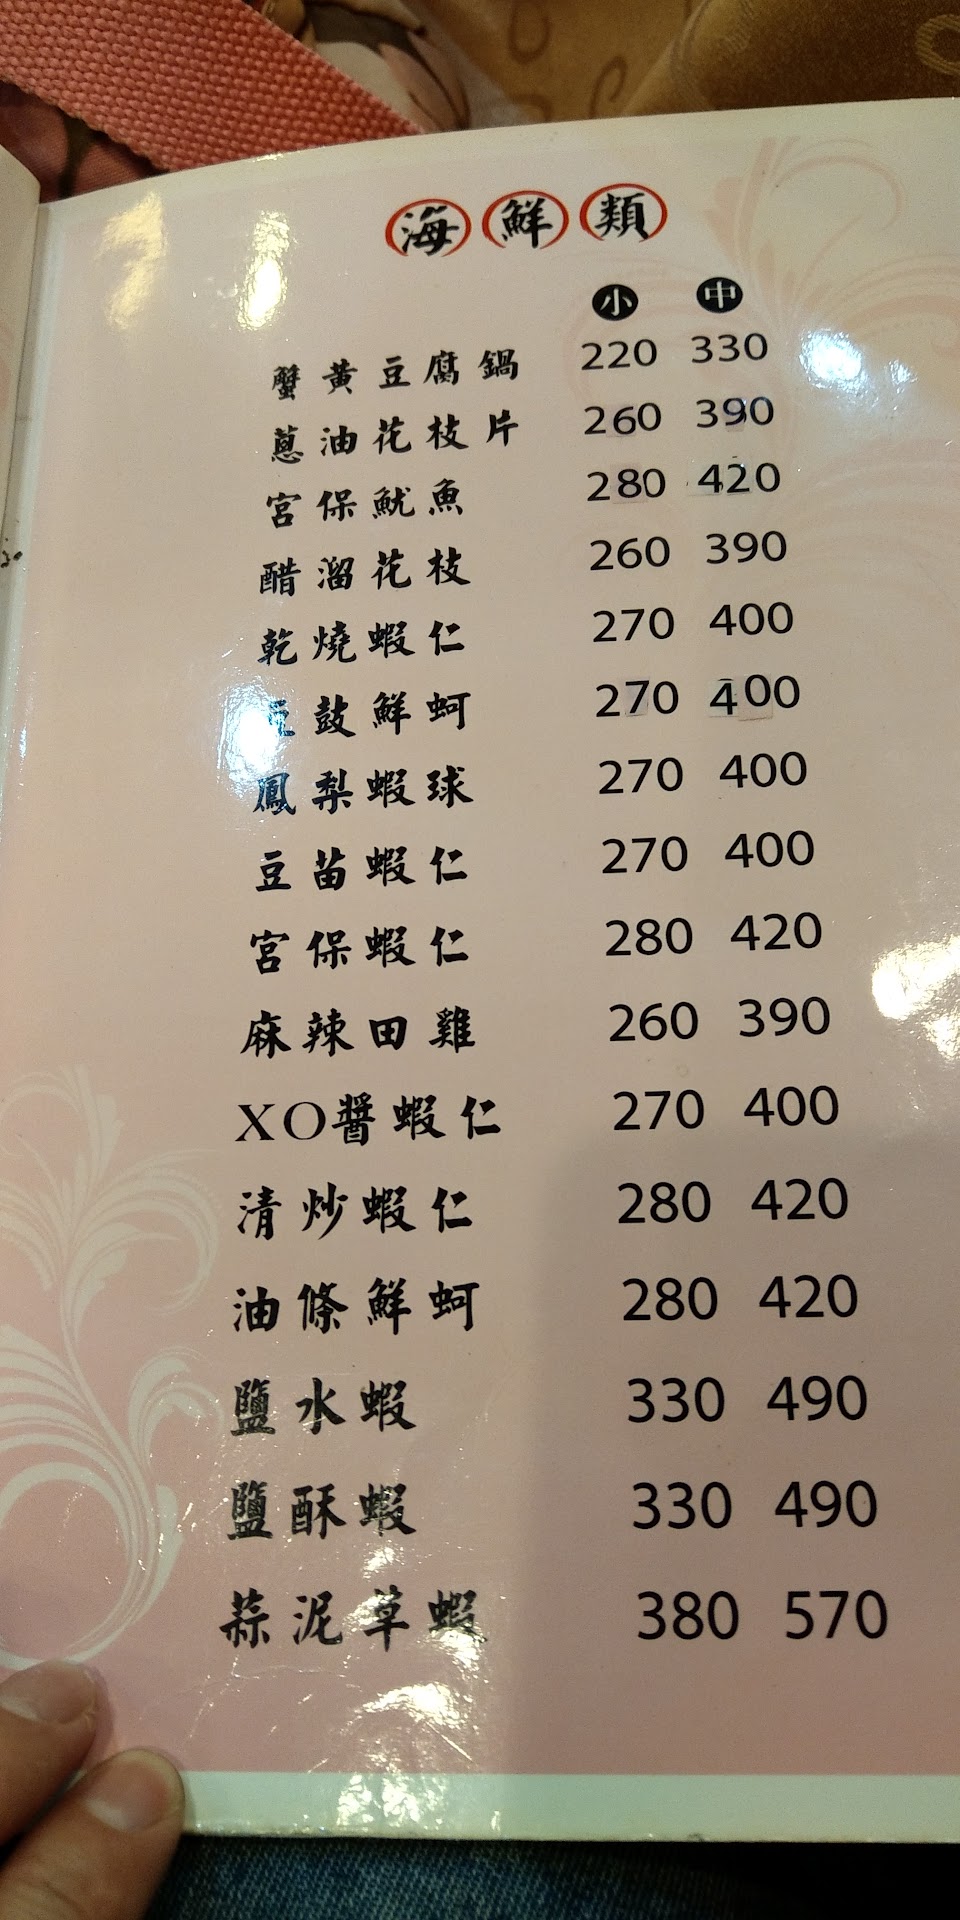 海鮮類
小 中
蟹黃豆腐鍋 220 330
蔥油花枝片 260 390
宮保魷魚 280 420
醋溜花枝 260 390
乾燒蝦仁 270 400
豆鼓鮮蚵 270 400
鳳梨蝦球 270 400
豆苗蝦仁 270 400
宮保蝦仁 280 420
麻辣田雞 260 390
XO醬蝦仁 270 400
清炒蝦仁 280 420
油條鮮蚵 280 420
鹽水蝦 330 490
鹽酥蝦 330 490
蒜泥草蝦 380 570